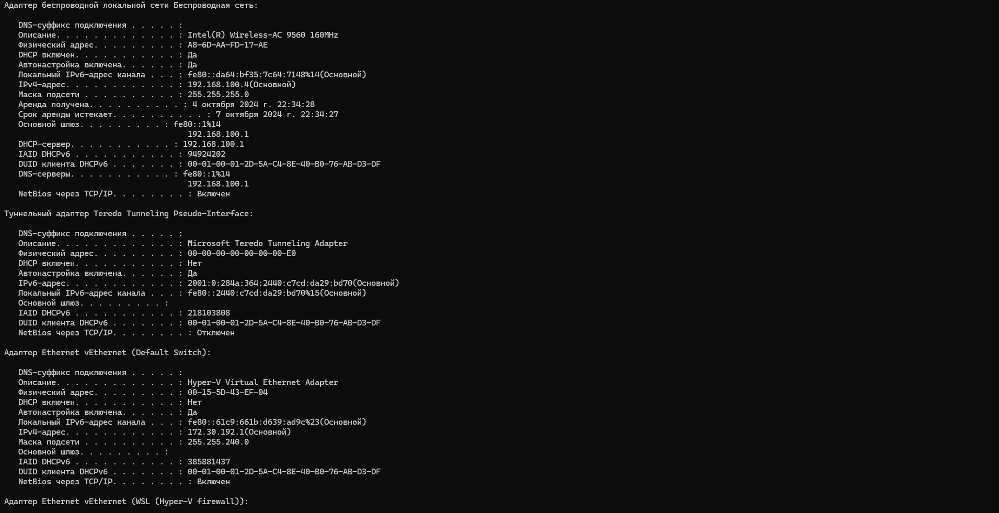 Адаптер беспроводной локальной сети Беспроводная сеть:
DNS-суффикс подключения . . . . . :
Описание. . . . . . . . . . . . . : Intel(R) Wireless-AC 9560 160MHz
Физический адрес. . . . . . . . . : A8-6D-AA-FD-17-AE
DHCP включен. . . . . . . . . . . : Да
Автонастройка включена. . . . . . : Да
Локальный IPv6-адрес канала . . . : fe80::da64:bf35:7c64:7148%14(Основной)
IPv4-адрес. . . . . . . . . . . . : 192.168.100.4(Основной)
Маска подсети . . . . . . . . . . : 255.255.255.0
Аренда получена. . . . . . . . . . : 4 октября 2024 г. 22:34:28
Срок аренды истекает. . . . . . . . . . : 7 октября 2024 г. 22:34:27
Основной шлюз. . . . . . . . . : fe80::1%14
192.168.100.1
DHCP-сервер. . . . . . . . . . . : 192.168.100.1
IAID DHCPv6 . . . . . . . . . . . : 94924202
DUID клиента DHCPv6 . . . . . . . : 00-01-00-01-2D-5A-C4-8E-40-B0-76-AB-D3-DF
DNS-серверы. . . . . . . . . . . : fe80::1%14
192.168.100.1
NetBios через TCP/IP. . . . . . . . : Включен
Туннельный адаптер Teredo Tunneling Pseudo-Interface:
DNS-суффикс подключения . . . . . :
Описание. . . . . . . . . . . . . : Microsoft Teredo Tunneling Adapter
Физический адрес. . . . . . . . . : 00-00-00-00-00-00-00-E0
DHCP включен. . . . . . . . . . . : Нет
Автонастройка включена. . . . . . : Да
IPv6-адрес. . . . . . . . . . . . : 2001:0:284a:364:2440:c7cd:da29:bd70(Основной)
Локальный IPv6-адрес канала . . . : fe80::2440:c7cd:da29:bd70%15(Основной)
Основной шлюз. . . . . . . . . :
IAID DHCPv6 . . . . . . . . . . . : 218103808
DUID клиента DHCPv6 . . . . . . . : 00-01-00-01-2D-5A-C4-8E-40-B0-76-AB-D3-DF
NetBios через TCP/IP. . . . . . . . : Отключен
Адаптер Ethernet vEthernet (Default Switch):
DNS-суффикс подключения . . . . . :
Описание. . . . . . . . . . . . . : Hyper-V Virtual Ethernet Adapter
Физический адрес. . . . . . . . . : 00-15-5D-43-EF-04
DHCP включен. . . . . . . . . . . : Нет
Автонастройка включена. . . . . . : Да
Локальный IPv6-адрес канала . . . : fe80::61c9:661b:d639:ad9c%23(Основной)
IPv4-адрес. . . . . . . . . . . . : 172.30.192.1(Основной)
Маска подсети . . . . . . . . . . : 255.255.240.0
Основной шлюз. . . . . . . . . :
IAID DHCPv6 . . . . . . . . . . . : 385881437
DUID клиента DHCPv6 . . . . . . . : 00-01-00-01-2D-5A-C4-8E-40-B0-76-AB-D3-DF
NetBios через TCP/IP. . . . . . . . : Включен
Адаптер Ethernet vEthernet (WSL (Hyper-V firewall)):